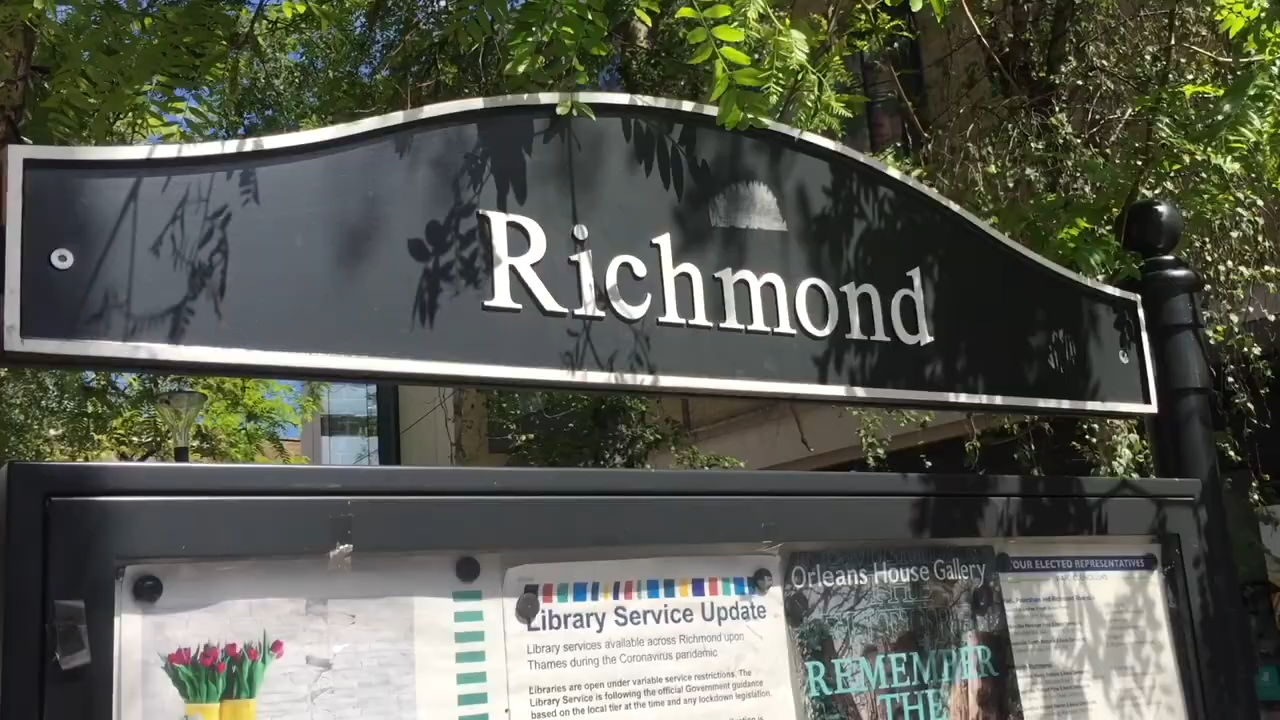 Richmond
Library Service Update
Library services available across Richmond upon
Thames during the Coronavirus pandemic
Libraries are open under variable service restrictions. The
Library Service is following the official Government guidance
based on the local tier at the time and any lockdown legislation.
Orleans House Gallery
REMEMBER
THE
YOUR ELECTED REPRESENTATIVES